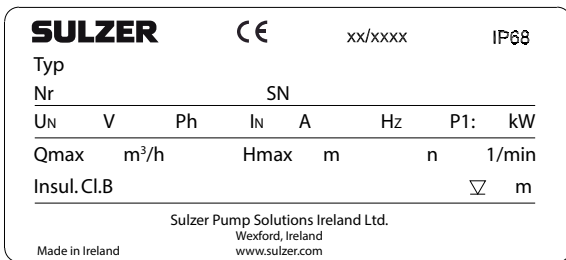 SULZER CE xx/xxxx IP68
Typ
Nr SN
UN V Ph IN A Hz P1: kW
Qmax m³/h Hmax m n 1/min
Insul. Cl.B m
Sulzer Pump Solutions Ireland Ltd.
Wexford, Ireland
Made in Ireland www.sulzer.com